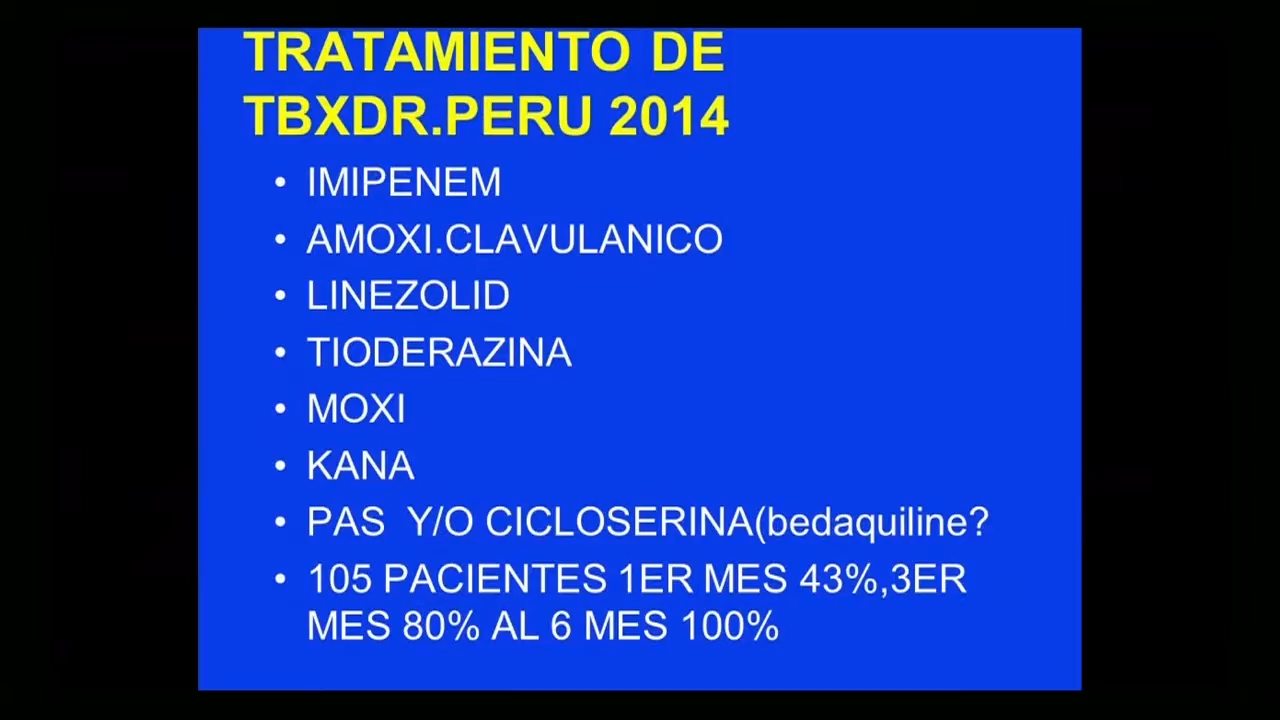 TRATAMIENTO DE
TBXDR.PERU 2014
• IMIPENEM
• AMOXI.CLAVULANICO
• LINEZOLID
• TIODERAZINA
• MOXI
• KANA
• PAS Y/O CICLOSERINA(bedaquiline?
• 105 PACIENTES 1ER MES 43%,3ER
MES 80% AL 6 MES 100%